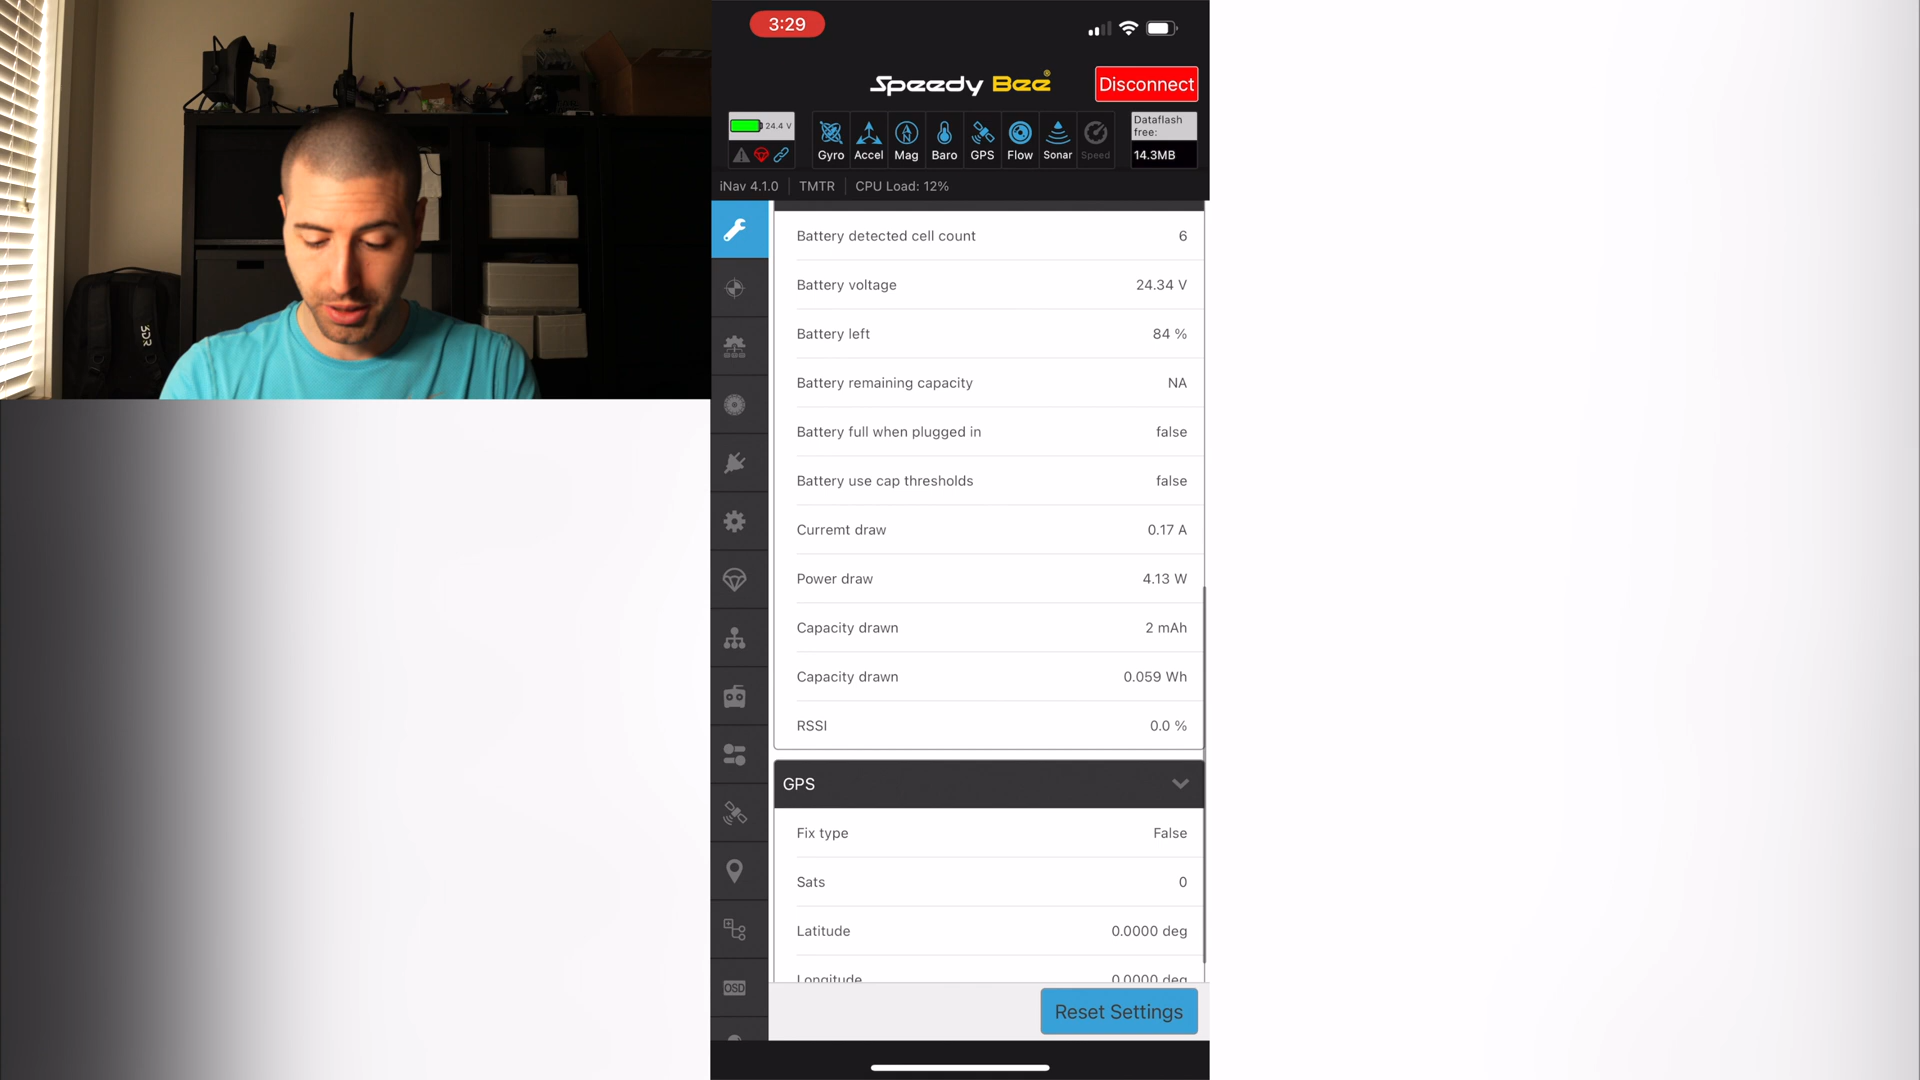 3:29
Speedy Bee®
Disconnect
24.4 V
Gyro
Accel
Mag
Baro
GPS
Flow
Sonar
Speed
Dataflash
free:
14.3MB
iNav 4.1.0
TMTR
CPU Load: 12%
Battery detected cell count 6
Battery voltage 24.34 V
Battery left 84 %
Battery remaining capacity NA
Battery full when plugged in false
Battery use cap thresholds false
Curremt draw 0.17 A
Power draw 4.13 W
Capacity drawn 2 mAh
Capacity drawn 0.059 Wh
RSSI 0.0 %
GPS
Fix type False
Sats 0
Latitude 0.0000 deg
Longitude 0.0000 deg
OSD
Reset Settings
3DR